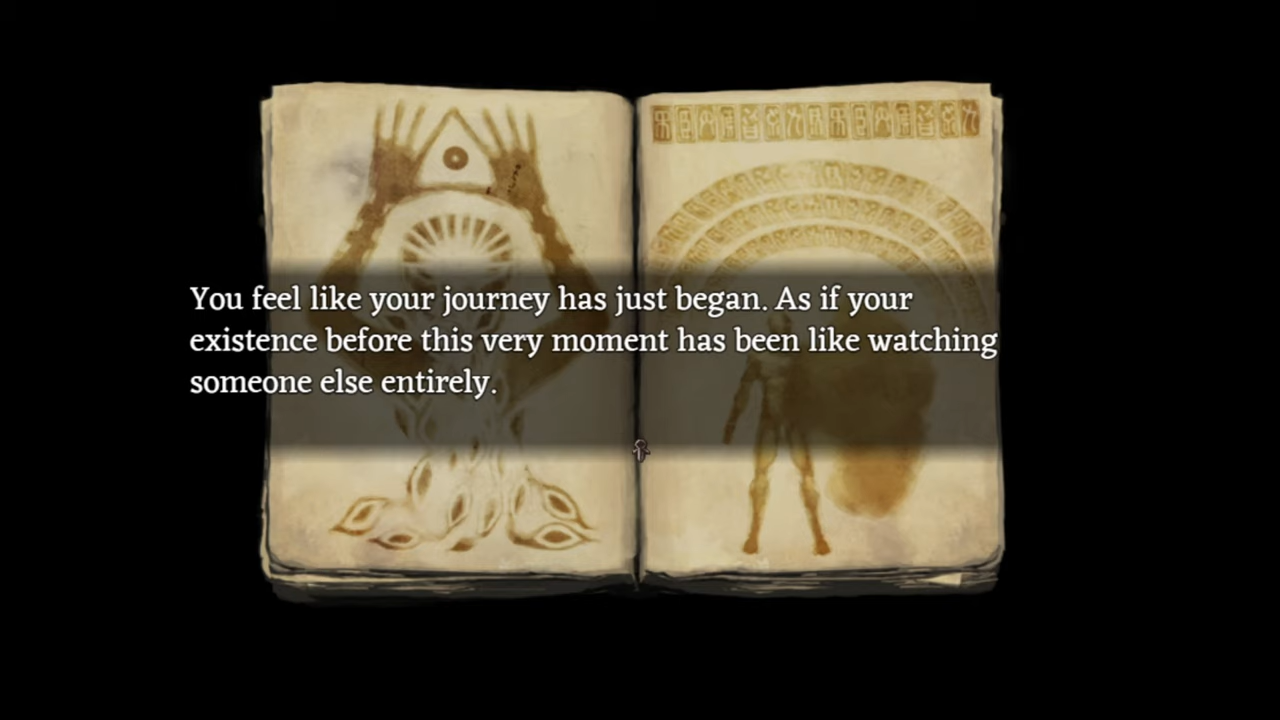 You feel like your journey has just began. As if your
existence before this very moment has been like watching
someone else entirely.